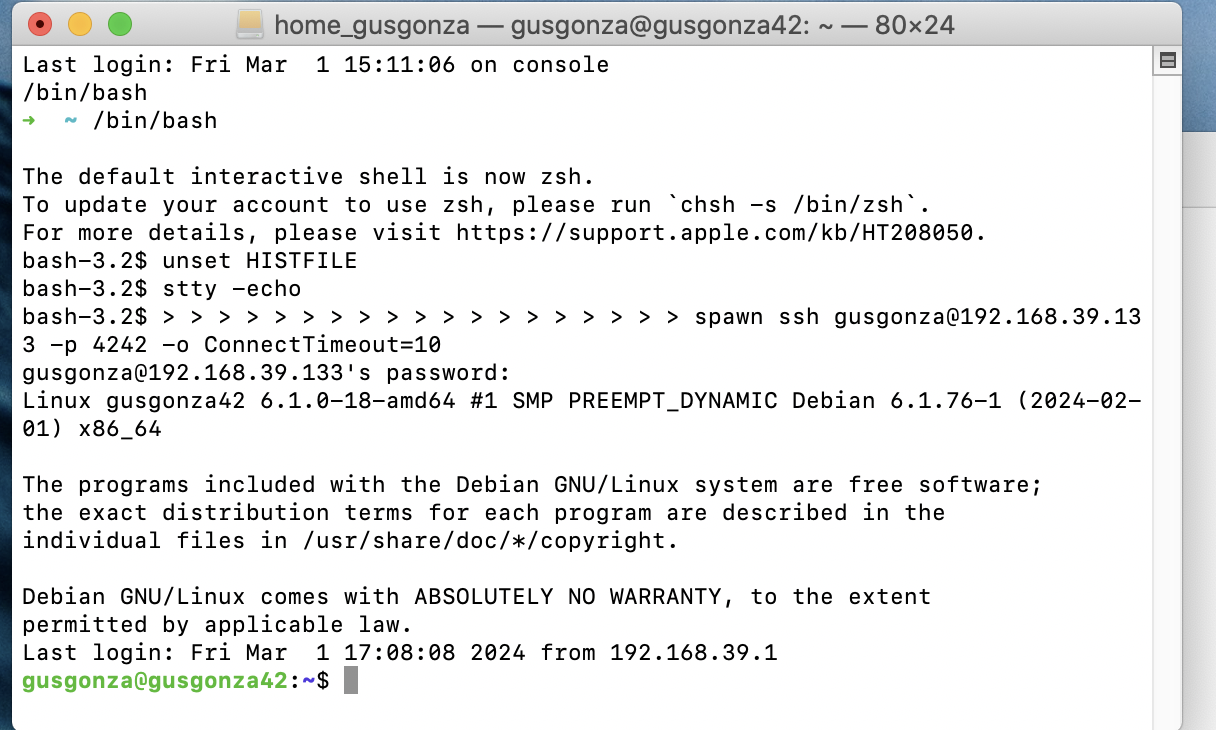 home_gusgonza — gusgonza@gusgonza42: ~ — 80×24
Last login: Fri Mar  1 15:11:06 on console
/bin/bash
➜  ~ /bin/bash

The default interactive shell is now zsh.
To update your account to use zsh, please run `chsh -s /bin/zsh`.
For more details, please visit https://support.apple.com/kb/HT208050.
bash-3.2$ unset HISTFILE
bash-3.2$ stty -echo
bash-3.2$ > > > > > > > > > > > > > > > > > > > spawn ssh gusgonza@192.168.39.13
3 -p 4242 -o ConnectTimeout=10
gusgonza@192.168.39.133's password:
Linux gusgonza42 6.1.0-18-amd64 #1 SMP PREEMPT_DYNAMIC Debian 6.1.76-1 (2024-02-
01) x86_64

The programs included with the Debian GNU/Linux system are free software;
the exact distribution terms for each program are described in the
individual files in /usr/share/doc/*/copyright.

Debian GNU/Linux comes with ABSOLUTELY NO WARRANTY, to the extent
permitted by applicable law.
Last login: Fri Mar  1 17:08:08 2024 from 192.168.39.1
gusgonza@gusgonza42:~$